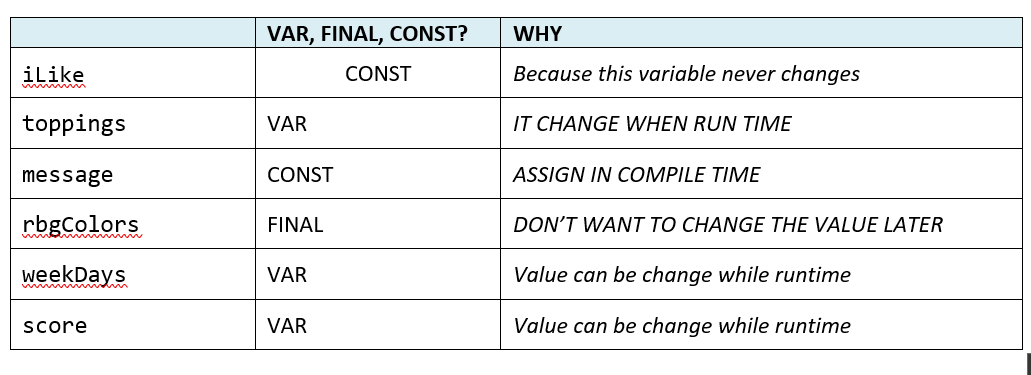 VAR, FINAL, CONST? WHY
iLike CONST Because this variable never changes
toppings VAR IT CHANGE WHEN RUN TIME
message CONST ASSIGN IN COMPILE TIME
rbgColors FINAL DON’T WANT TO CHANGE THE VALUE LATER
weekDays VAR Value can be change while runtime
score VAR Value can be change while runtime